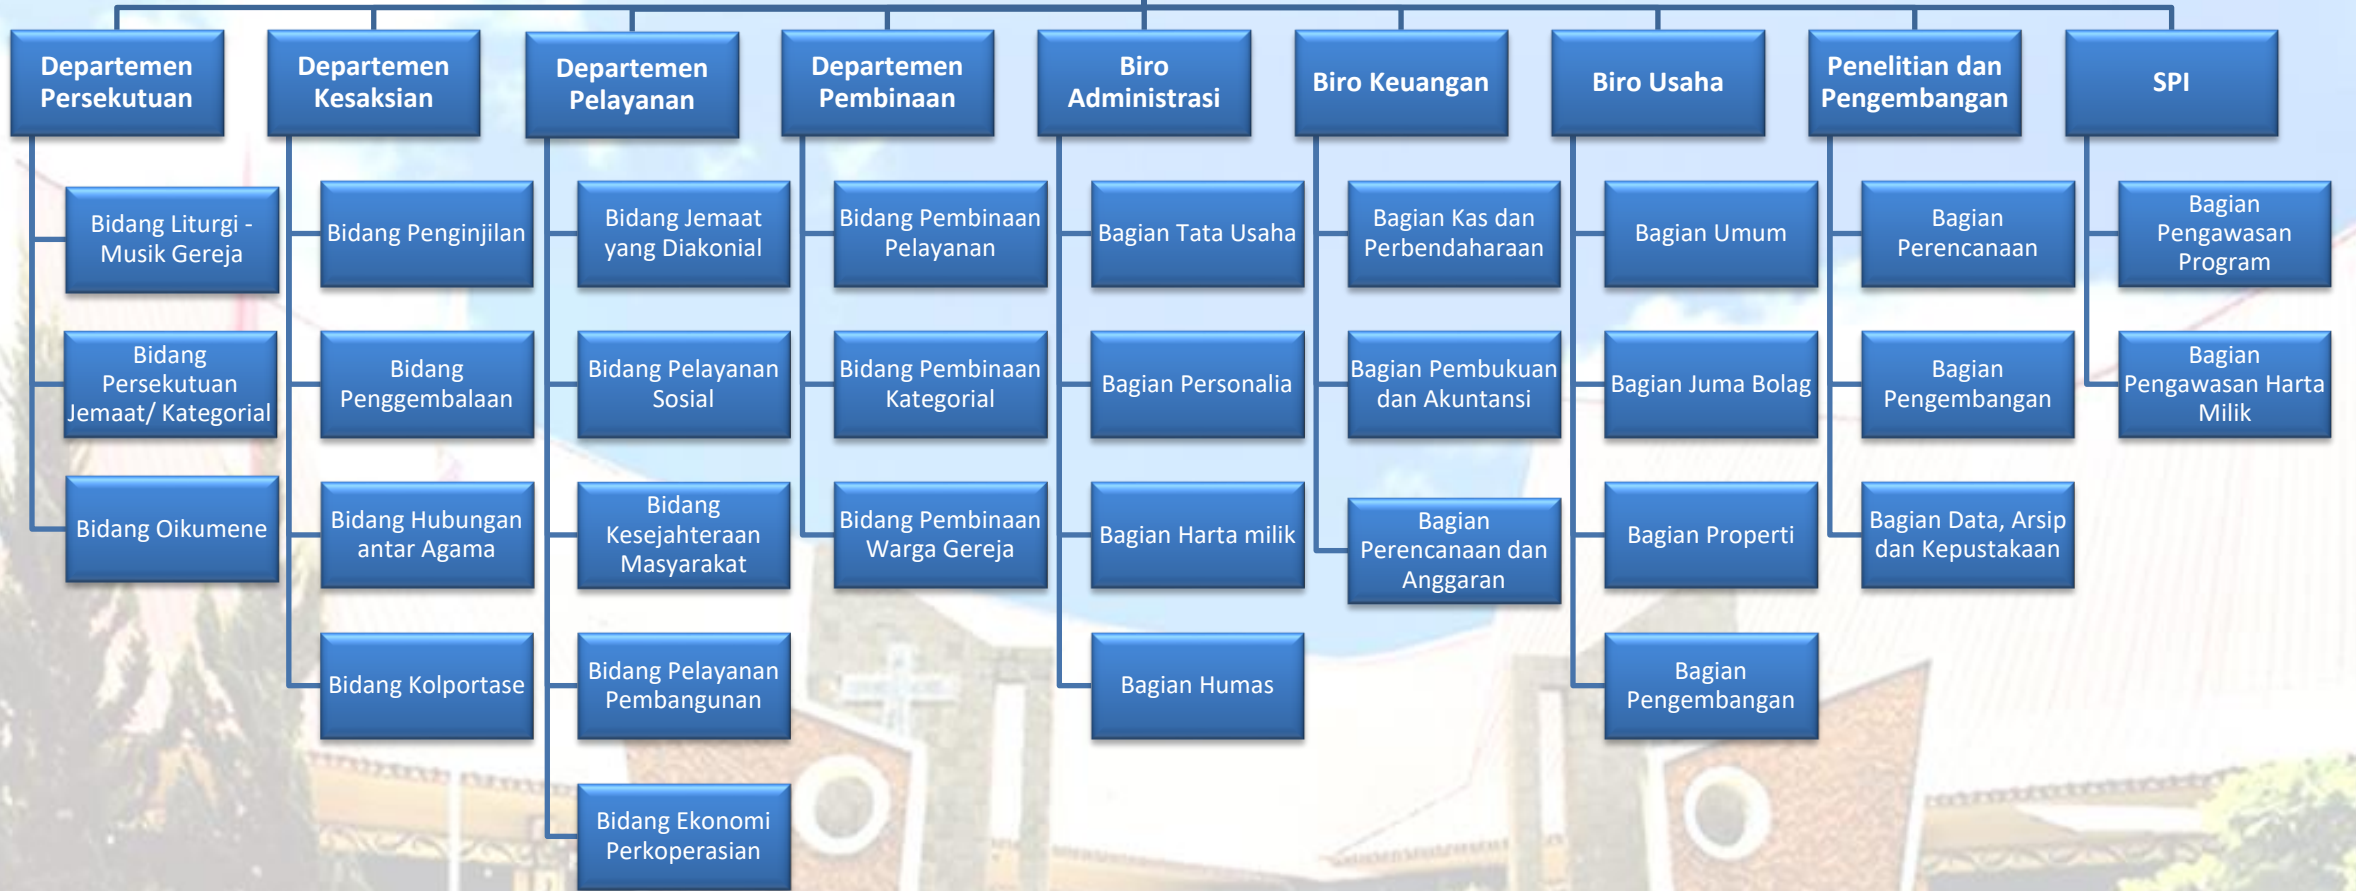 Departemen
Persekutuan
Departemen
Kesaksian
Departemen
Pelayanan
Departemen
Pembinaan
Biro
Administrasi
Biro Keuangan
Biro Usaha
Penelitian dan
Pengembangan
SPI
Bidang Liturgi -
Musik Gereja
Bidang
Persekutuan
Jemaat/ Kategorial
Bidang Oikumene
Bidang Penginjilan
Bidang
Penggembalaan
Bidang Hubungan
antar Agama
Bidang Kolportase
Bidang Jemaat
yang Diakonial
Bidang Pelayanan
Sosial
Bidang
Kesejahteraan
Masyarakat
Bidang Pelayanan
Pembangunan
Bidang Ekonomi
Perkoperasian
Bidang Pembinaan
Pelayanan
Bidang Pembinaan
Kategorial
Bidang Pembinaan
Warga Gereja
Bagian Tata Usaha
Bagian Personalia
Bagian Harta milik
Bagian Humas
Bagian Kas dan
Perbendaharaan
Bagian Pembukuan
dan Akuntansi
Bagian
Perencanaan dan
Anggaran
Bagian Umum
Bagian Juma Bolag
Bagian Properti
Bagian
Pengembangan
Bagian
Perencanaan
Bagian
Pengembangan
Bagian Data, Arsip
dan Kepustakaan
Bagian
Pengawasan
Program
Bagian
Pengawasan Harta
Milik